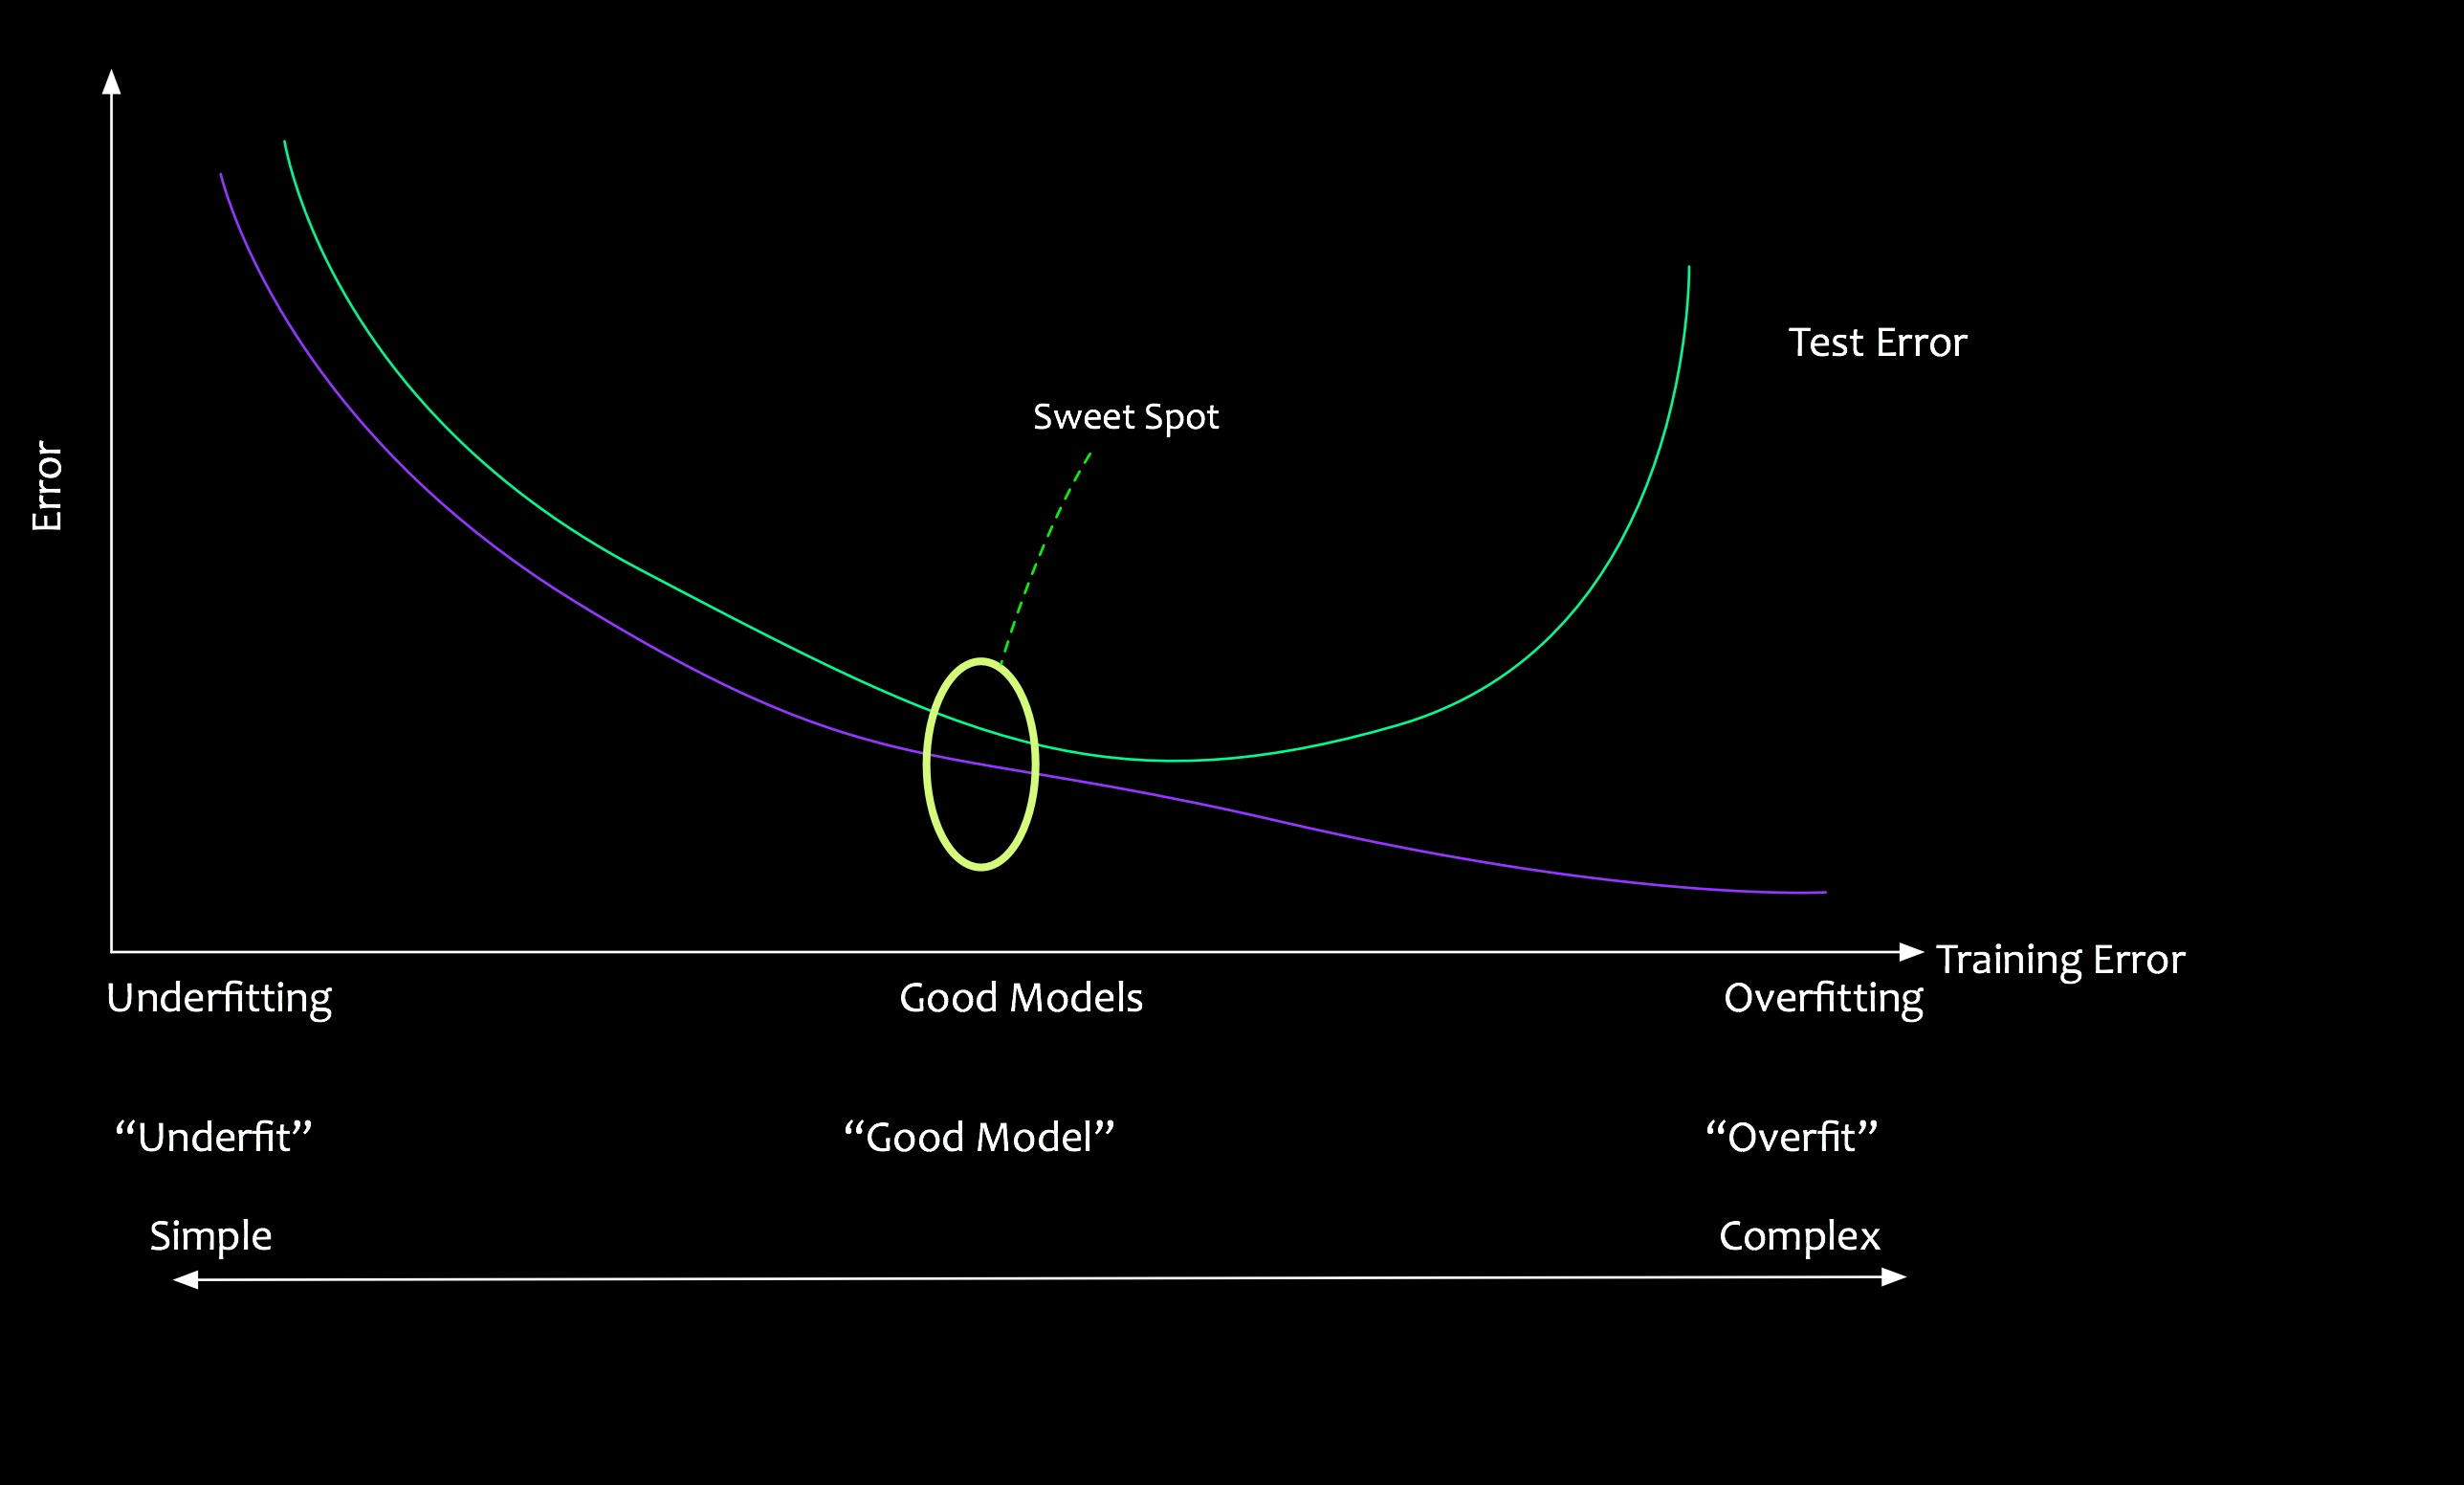 Test Error
Sweet Spot
Error
Training Error
Underfitting
Good Models
Overfitting
“Underfit”
“Good Model”
“Overfit”
Simple
Complex